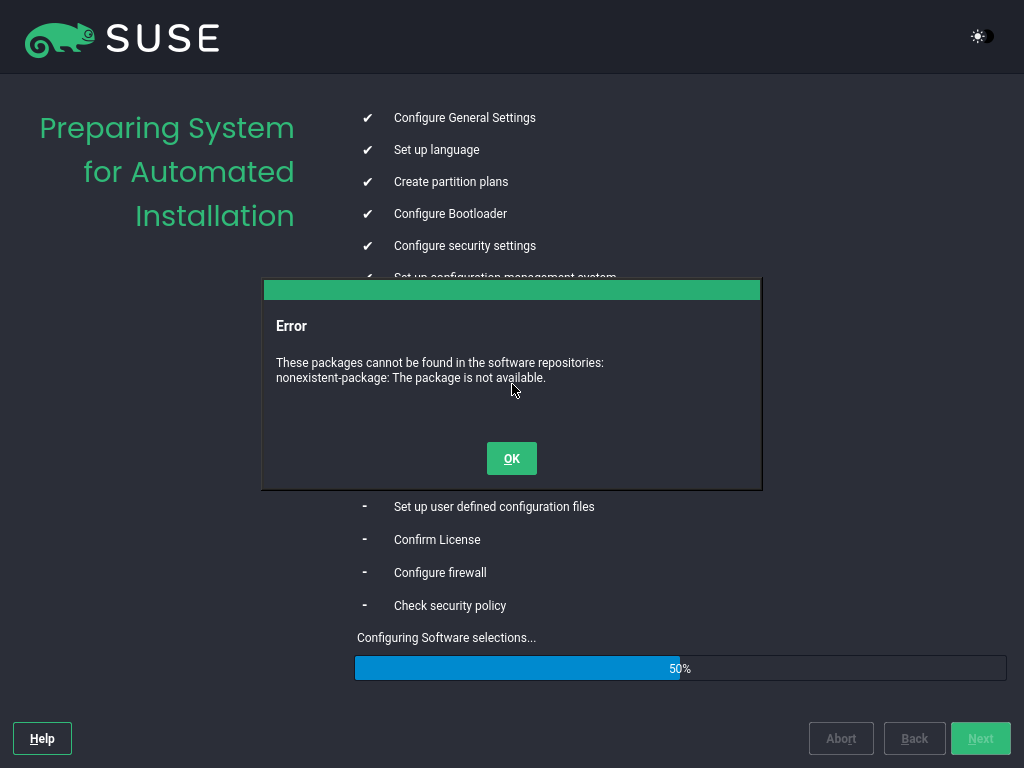 SUSE
Preparing System
for Automated
Installation
✔ Configure General Settings
✔ Set up language
✔ Create partition plans
✔ Configure Bootloader
✔ Configure security settings
✔ Set up configuration management system
Error
These packages cannot be found in the software repositories:
nonexistent-package: The package is not available.
OK
- Set up user defined configuration files
- Confirm License
- Configure firewall
- Check security policy
Configuring Software selections...
50%
Help
Abort
Back
Next